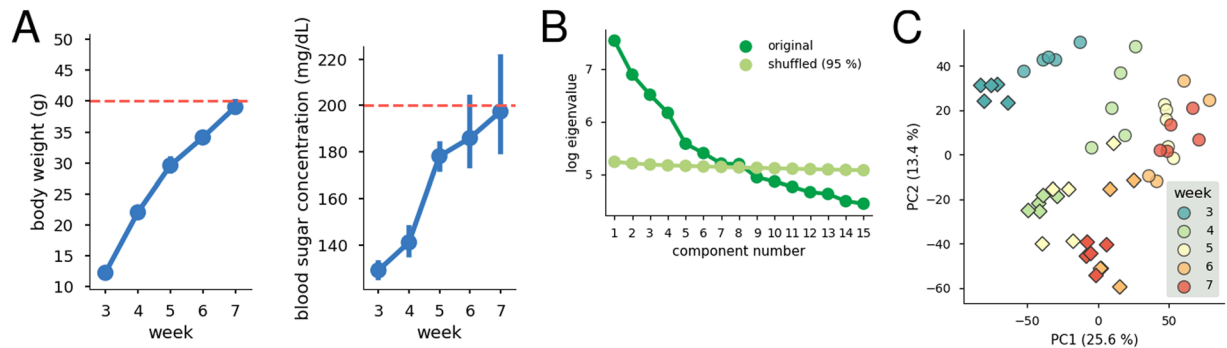 A
body weight (g)
50
45
40
35
30
25
20
15
10
3 4 5 6 7
week
blood sugar concentration (mg/dL)
220
200
180
160
140
3 4 5 6 7
week
B
original
shuffled (95 %)
log eigenvalue
7
6
5
1 2 3 4 5 6 7 8 9 10 11 12 13 14 15
component number
C
PC2 (13.4 %)
40
20
0
−20
−40
−60
−50 0 50
PC1 (25.6 %)
week
3
4
5
6
7